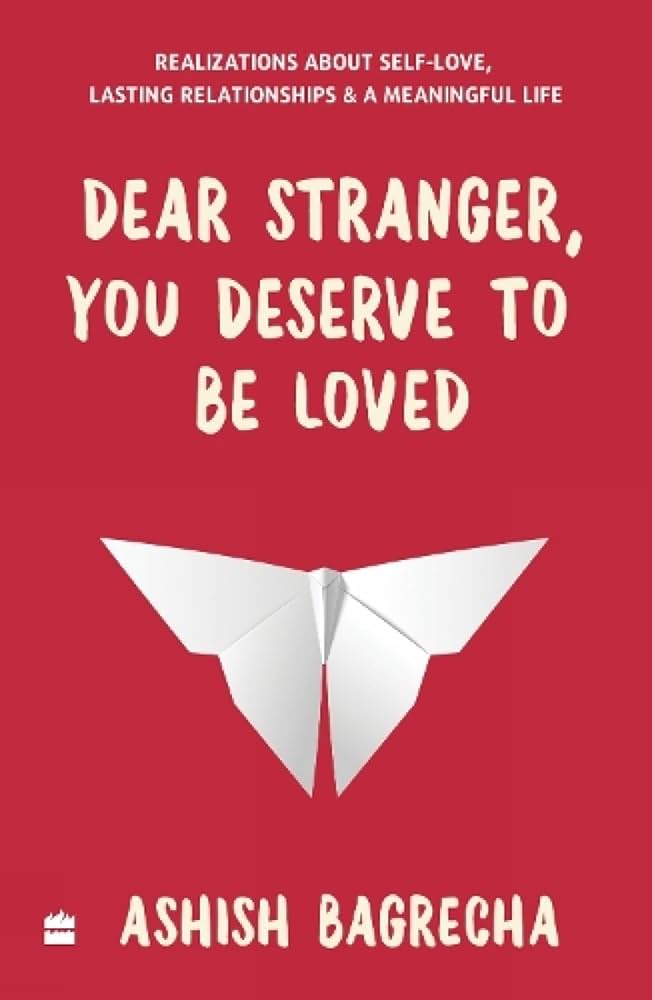 REALIZATIONS ABOUT SELF-LOVE,
LASTING RELATIONSHIPS & A MEANINGFUL LIFE
DEAR STRANGER,
YOU DESERVE TO
BE LOVED
ASHISH BAGRECHA